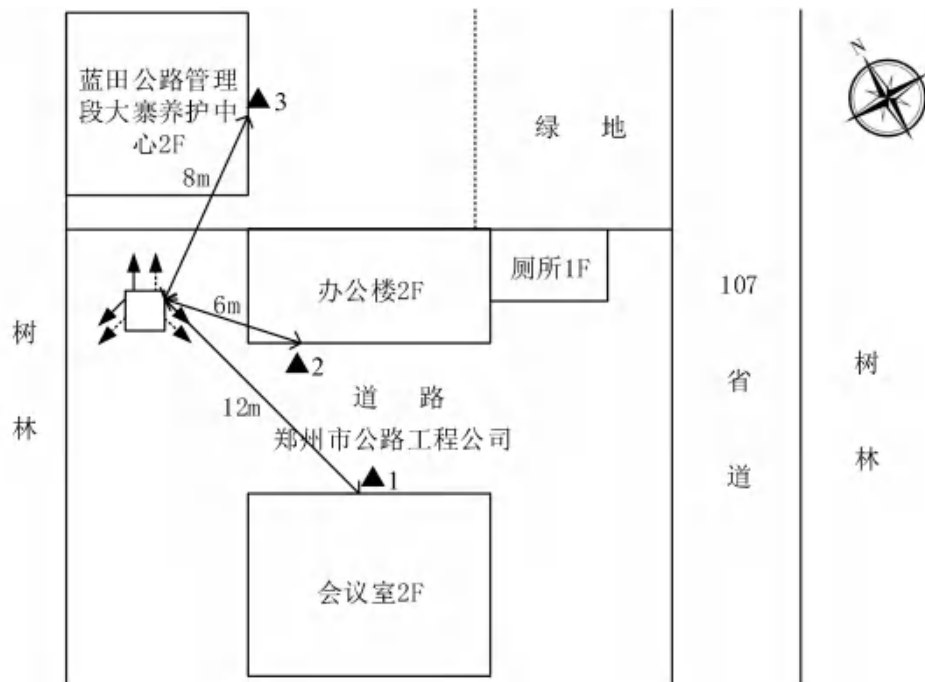 蓝田公路管理
段大寨养护中
心2F
3
绿 地
N
8m
办公楼2F
厕所1F
107
省
道
树
林
6m
2
12m
道 路
郑州市公路工程公司
1
会议室2F
树
林